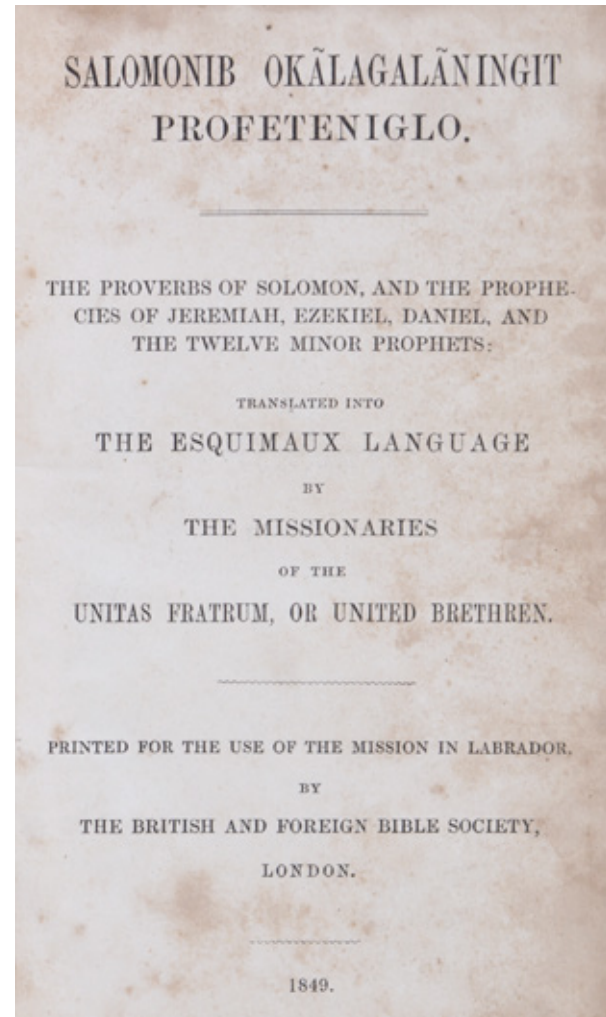 SALOMONIB OKÃLAGALÃNINGIT
PROFETENIGLO.
THE PROVERBS OF SOLOMON, AND THE PROPHE-
CIES OF JEREMIAH, EZEKIEL, DANIEL, AND
THE TWELVE MINOR PROPHETS:
TRANSLATED INTO
THE ESQUIMAUX LANGUAGE
BY
THE MISSIONARIES
OF THE
UNITAS FRATRUM, OR UNITED BRETHREN.
PRINTED FOR THE USE OF THE MISSION IN LABRADOR,
BY
THE BRITISH AND FOREIGN BIBLE SOCIETY,
LONDON.
1849.